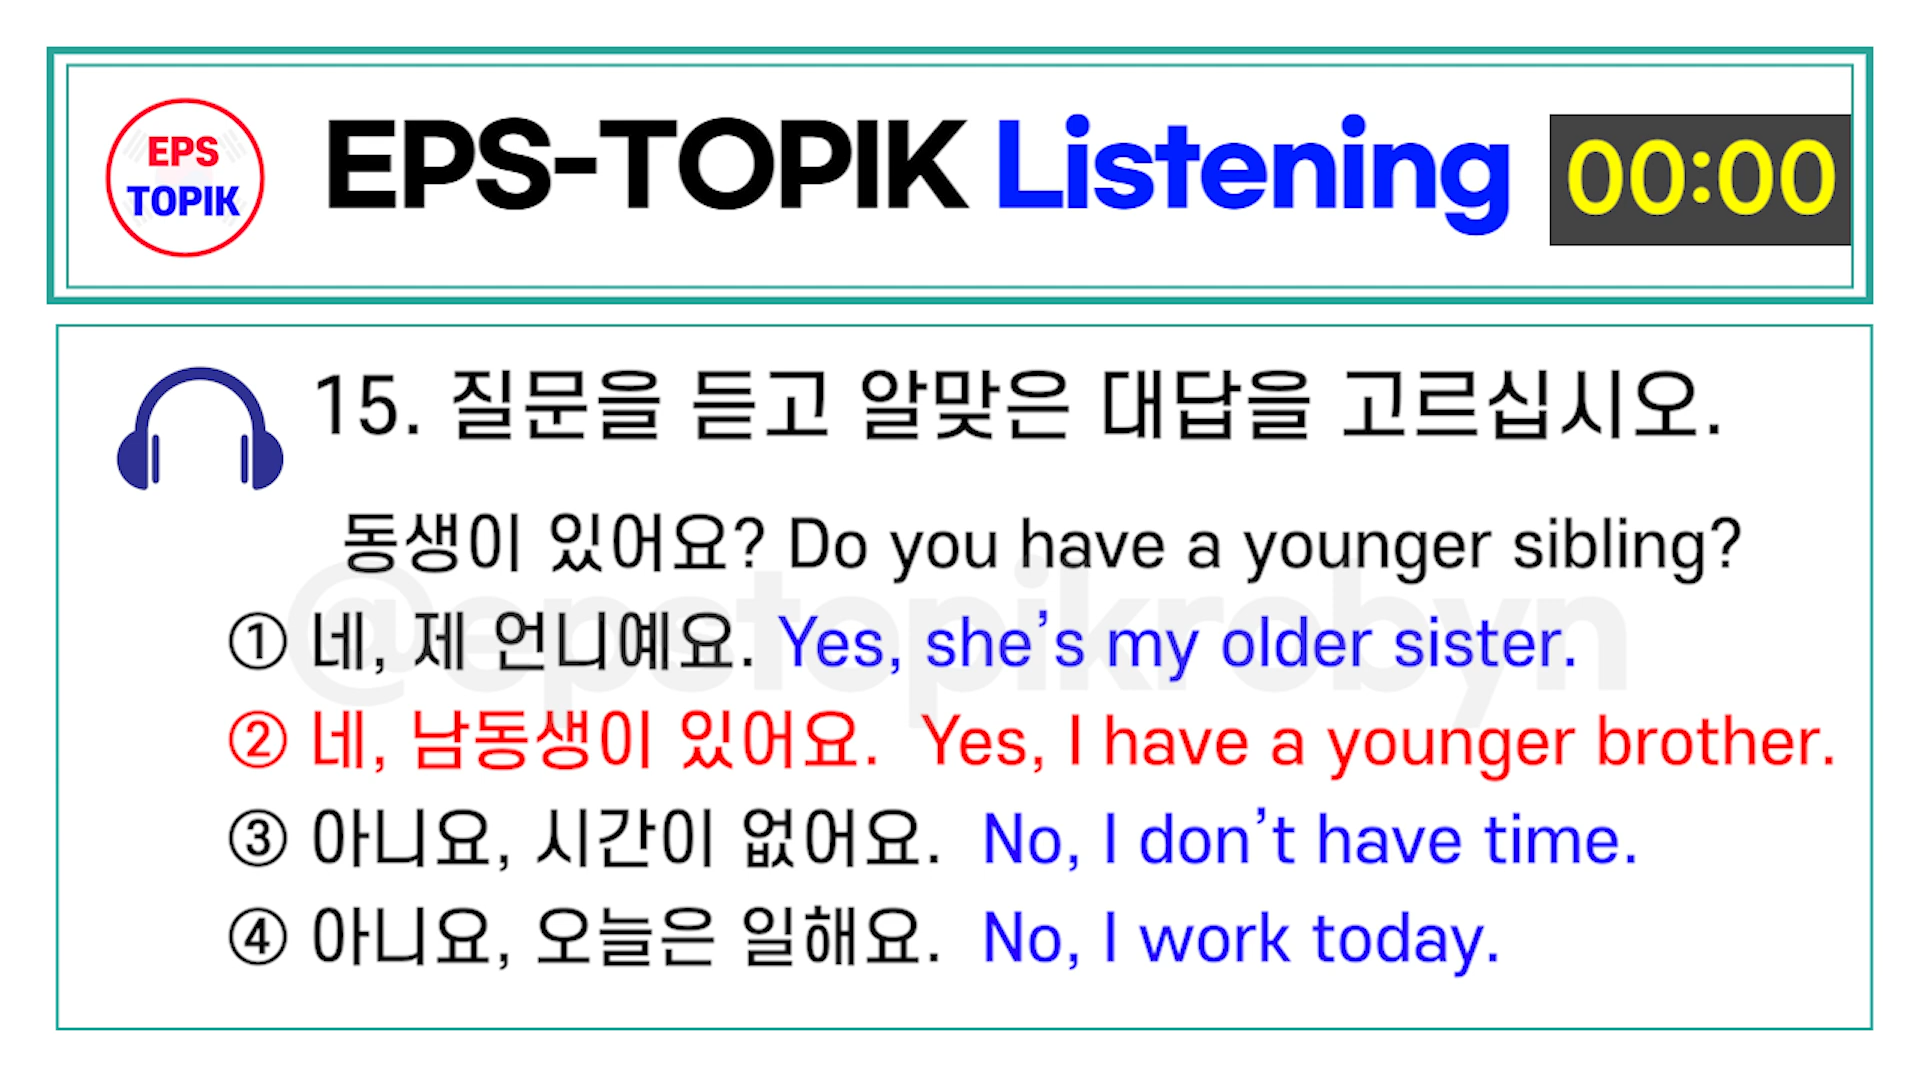 EPS
TOPIK
EPS-TOPIK Listening
00:00
15. 질문을 듣고 알맞은 대답을 고르십시오.
동생이 있어요? Do you have a younger sibling?
① 네, 제 언니예요. Yes, she’s my older sister.
② 네, 남동생이 있어요. Yes, I have a younger brother.
③ 아니요, 시간이 없어요. No, I don’t have time.
④ 아니요, 오늘은 일해요. No, I work today.
@epstopikrobyn